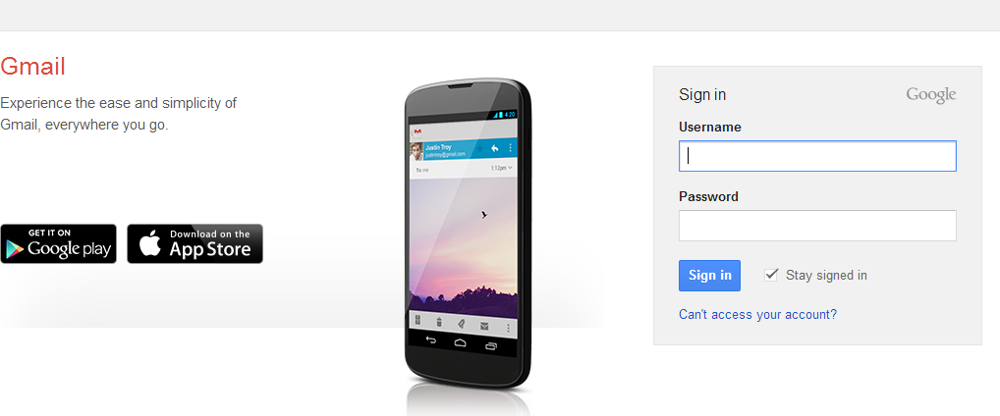 Gmail
Experience the ease and simplicity of
Gmail, everywhere you go.
GET IT ON
Google play
Download on the
App Store
4:20
Justin Troy
justintroy@gmail.com
To me
1:12pm
Sign in
Google
Username
Password
Sign in
Stay signed in
Can't access your account?